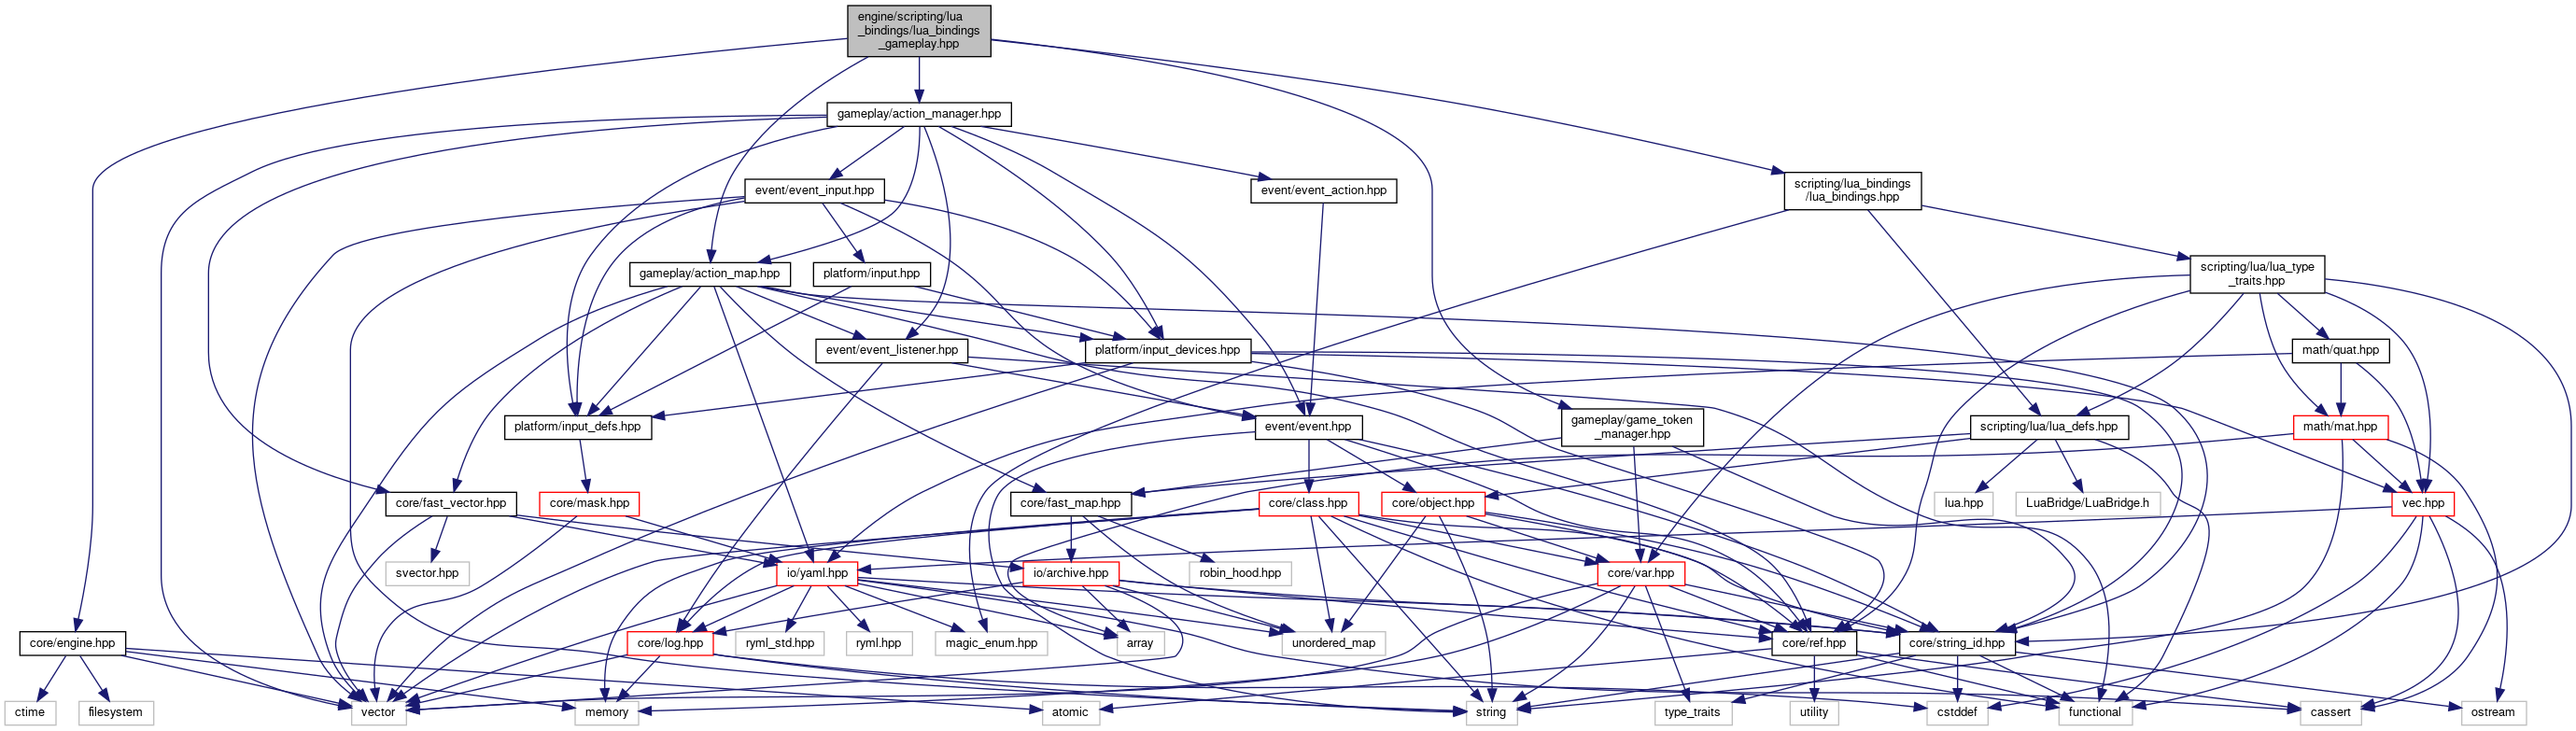 engine/scripting/lua
_bindings/lua_bindings
_gameplay.hpp
gameplay/action_manager.hpp
event/event_input.hpp
event/event_action.hpp
scripting/lua_bindings
/lua_bindings.hpp
gameplay/action_map.hpp
platform/input.hpp
scripting/lua/lua_type
_traits.hpp
event/event_listener.hpp
platform/input_devices.hpp
math/quat.hpp
platform/input_defs.hpp
event/event.hpp
gameplay/game_token
_manager.hpp
scripting/lua/lua_defs.hpp
math/mat.hpp
core/fast_vector.hpp
core/mask.hpp
core/fast_map.hpp
core/class.hpp
core/object.hpp
lua.hpp
LuaBridge/LuaBridge.h
vec.hpp
svector.hpp
io/yaml.hpp
io/archive.hpp
robin_hood.hpp
core/var.hpp
core/engine.hpp
core/log.hpp
ryml_std.hpp
ryml.hpp
magic_enum.hpp
array
unordered_map
core/ref.hpp
core/string_id.hpp
ctime
filesystem
vector
memory
atomic
string
type_traits
utility
cstddef
functional
cassert
ostream